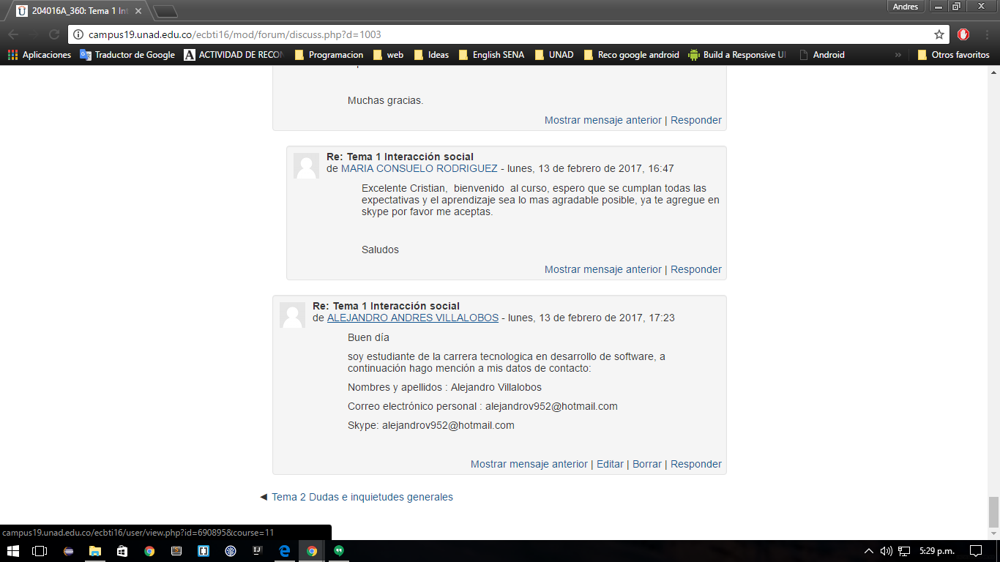 204016A_360: Tema 1 Int
Andres
campus19.unad.edu.co/ecbti16/mod/forum/discuss.php?d=1003
Aplicaciones Traductor de Google ACTIVIDAD DE RECON Programacion web Ideas English SENA UNAD Reco google android Build a Responsive UI Android » Otros favoritos
Muchas gracias.
Mostrar mensaje anterior | Responder
Re: Tema 1 Interacción social
de MARIA CONSUELO RODRIGUEZ - lunes, 13 de febrero de 2017, 16:47
Excelente Cristian, bienvenido al curso, espero que se cumplan todas las
expectativas y el aprendizaje sea lo mas agradable posible, ya te agregue en
skype por favor me aceptas.
Saludos
Mostrar mensaje anterior | Responder
Re: Tema 1 Interacción social
de ALEJANDRO ANDRES VILLALOBOS - lunes, 13 de febrero de 2017, 17:23
Buen día
soy estudiante de la carrera tecnologica en desarrollo de software, a
continuación hago mención a mis datos de contacto:
Nombres y apellidos : Alejandro Villalobos
Correo electrónico personal : alejandrov952@hotmail.com
Skype: alejandrov952@hotmail.com
Mostrar mensaje anterior | Editar | Borrar | Responder
◄ Tema 2 Dudas e inquietudes generales
campus19.unad.edu.co/ecbti16/user/view.php?id=690895&course=11
IJ
5:29 p.m.